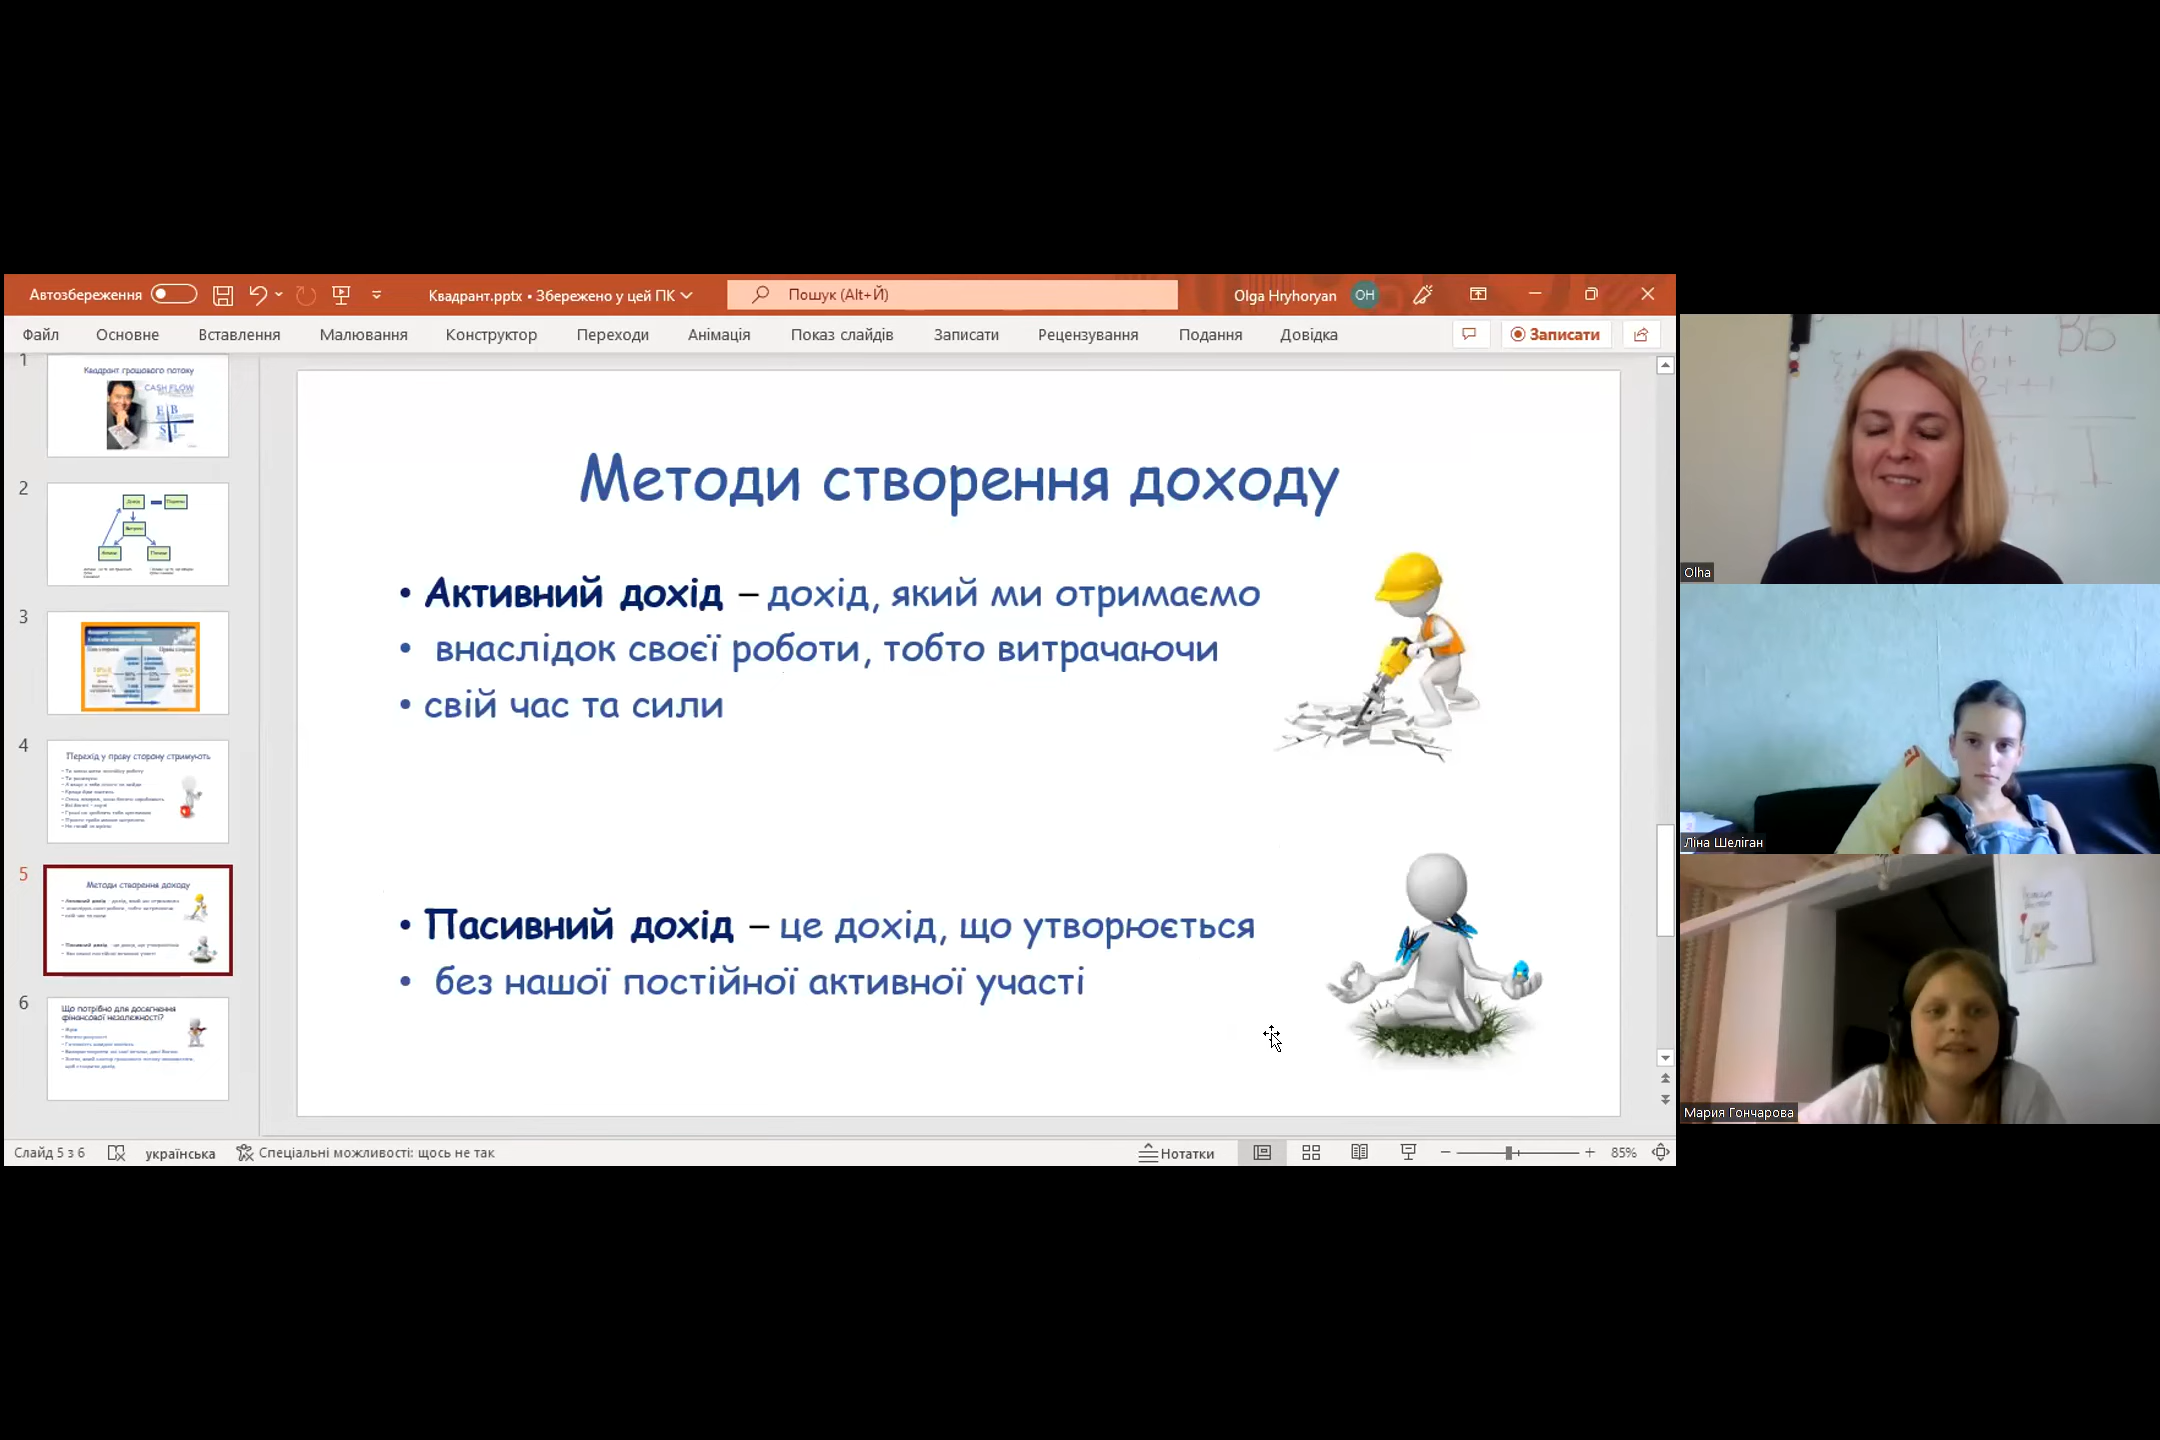 Автозбереження
Квадрант.pptx • Збережено у цей ПК
Пошук (Alt+Й)
Olga Hryhoryan
OH
Файл
Основне
Вставлення
Малювання
Конструктор
Переходи
Анімація
Показ слайдів
Записати
Рецензування
Подання
Довідка
Записати
1
Квадрант грошового потоку
CASH FLOW
E B
S I
2
3
4
Перехід у праву сторону стримують
5
Методи створення доходу
6
Що потрібно для досягнення
фінансової незалежності?
Методи створення доходу
• Активний дохід – дохід, який ми отримаємо
• внаслідок своєї роботи, тобто витрачаючи
• свій час та сили
• Пасивний дохід – це дохід, що утворюється
• без нашої постійної активної участі
Слайд 5 з 6
українська
Спеціальні можливості: щось не так
Нотатки
85%
Olha
Ліна Шеліган
Мария Гончарова